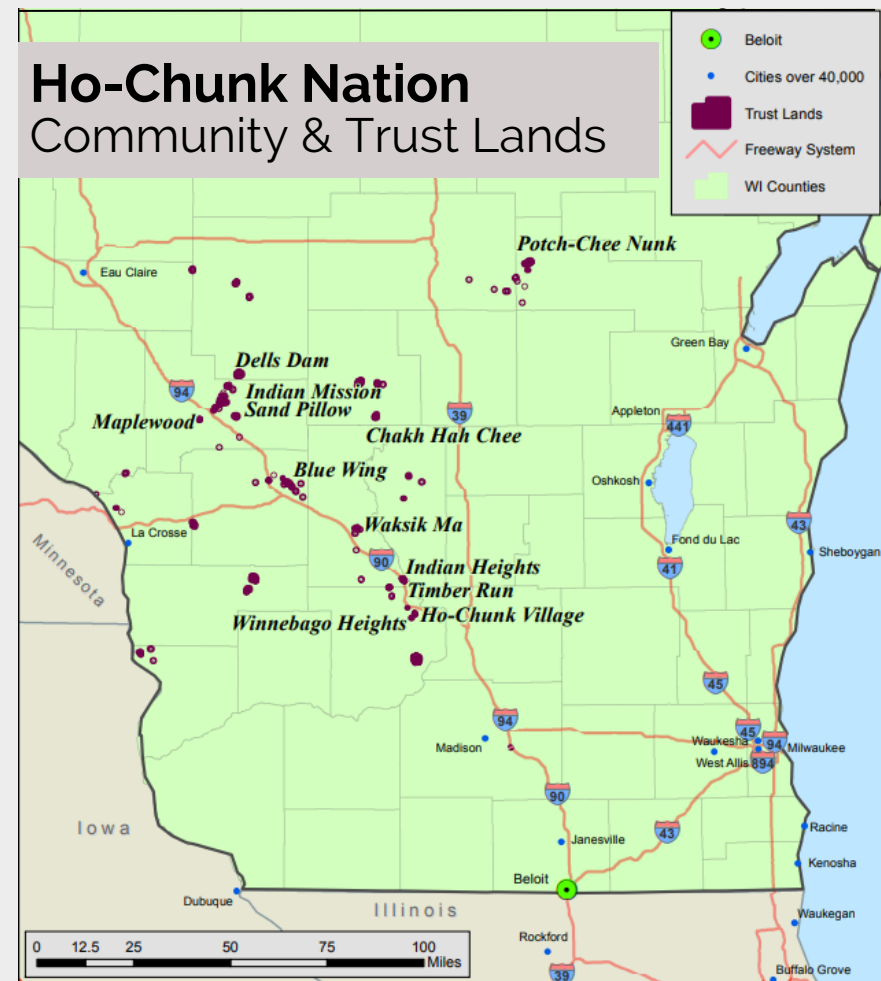 Ho-Chunk Nation
Community & Trust Lands
Beloit
Cities over 40,000
Trust Lands
Freeway System
WI Counties
Potch-Chee Nunk
Eau Claire
Green Bay
Dells Dam
94
Indian Mission
Sand Pillow
Maplewood
39
Appleton
441
Chakh Hah Chee
Blue Wing
Oshkosh
La Crosse
Waksik Ma
43
Fond du Lac
Sheboygan
Minnesota
90
41
Indian Heights
Timber Run
Ho-Chunk Village
Winnebago Heights
45
94
Madison
45
Waukesha
94
Milwaukee
West Allis
894
90
Iowa
Janesville
43
Racine
Kenosha
Beloit
Dubuque
Illinois
Waukegan
Rockford
39
Buffalo Grove
0 12.5 25 50 75 100
Miles